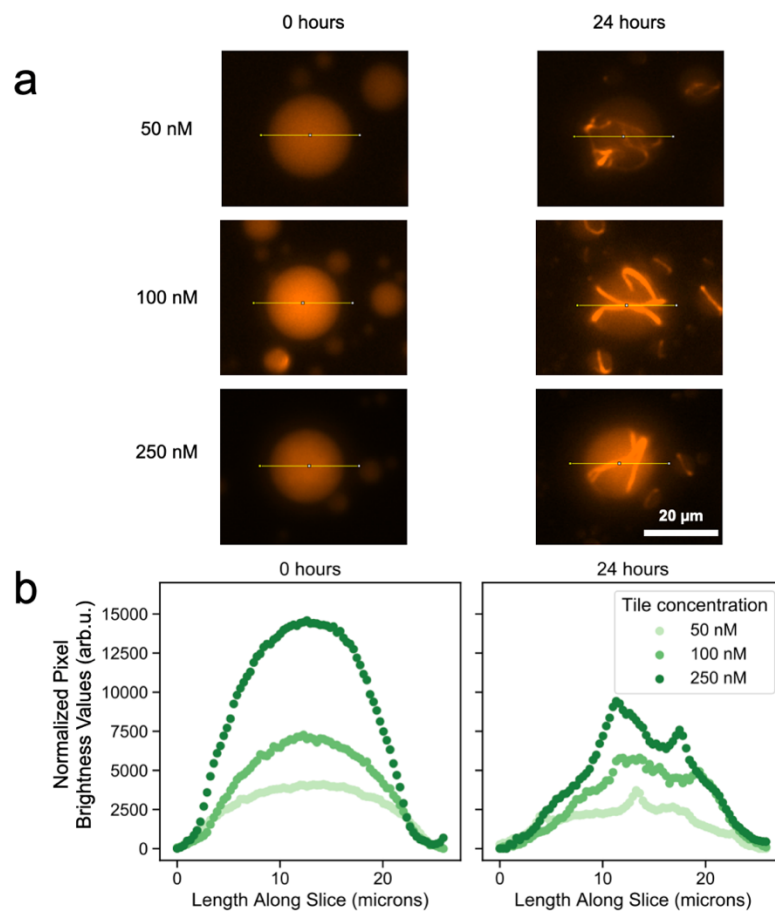 0 hours 24 hours
a
50 nM
100 nM
250 nM
20 µm
b
0 hours 24 hours
Normalized Pixel
Brightness Values (arb.u.)
15000
12500
10000
7500
5000
2500
0
Tile concentration
50 nM
100 nM
250 nM
0 10 20 0 10 20
Length Along Slice (microns) Length Along Slice (microns)